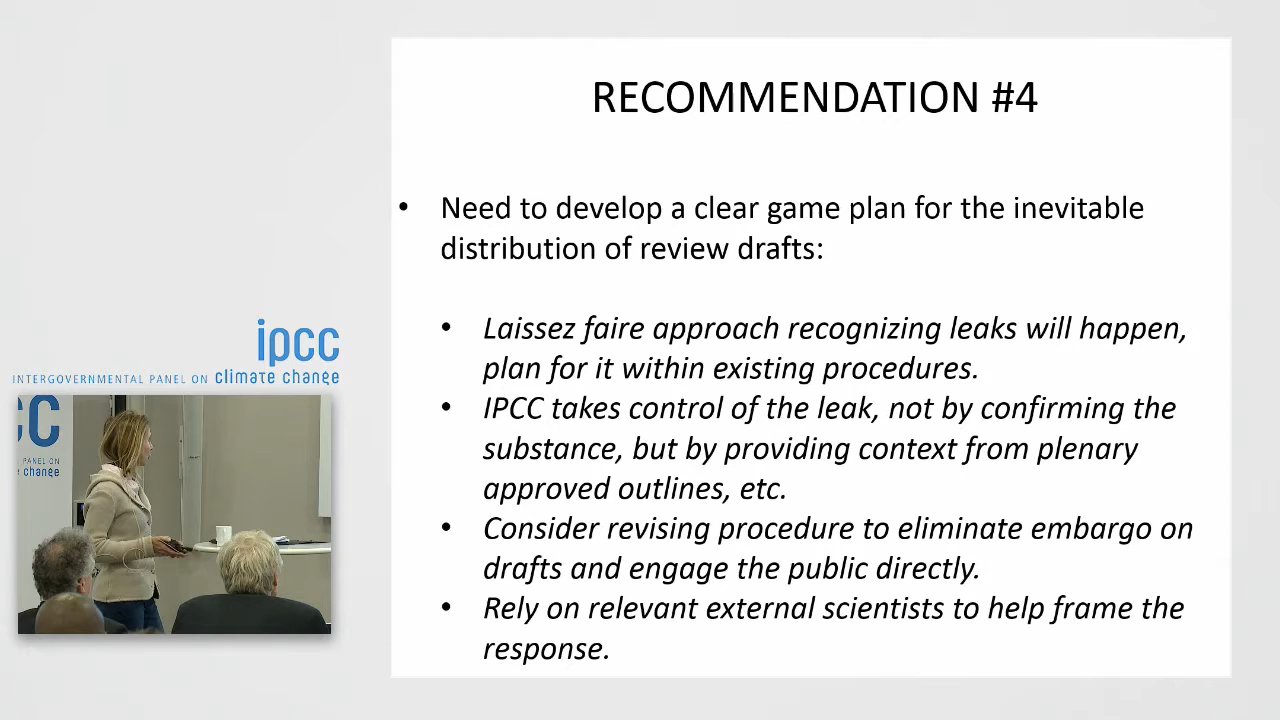 RECOMMENDATION #4
• Need to develop a clear game plan for the inevitable
distribution of review drafts:
• Laissez faire approach recognizing leaks will happen,
plan for it within existing procedures.
• IPCC takes control of the leak, not by confirming the
substance, but by providing context from plenary
approved outlines, etc.
• Consider revising procedure to eliminate embargo on
drafts and engage the public directly.
• Rely on relevant external scientists to help frame the
response.
ipcc
INTERGOVERNMENTAL PANEL ON climate change
CC
PANEL ON
change